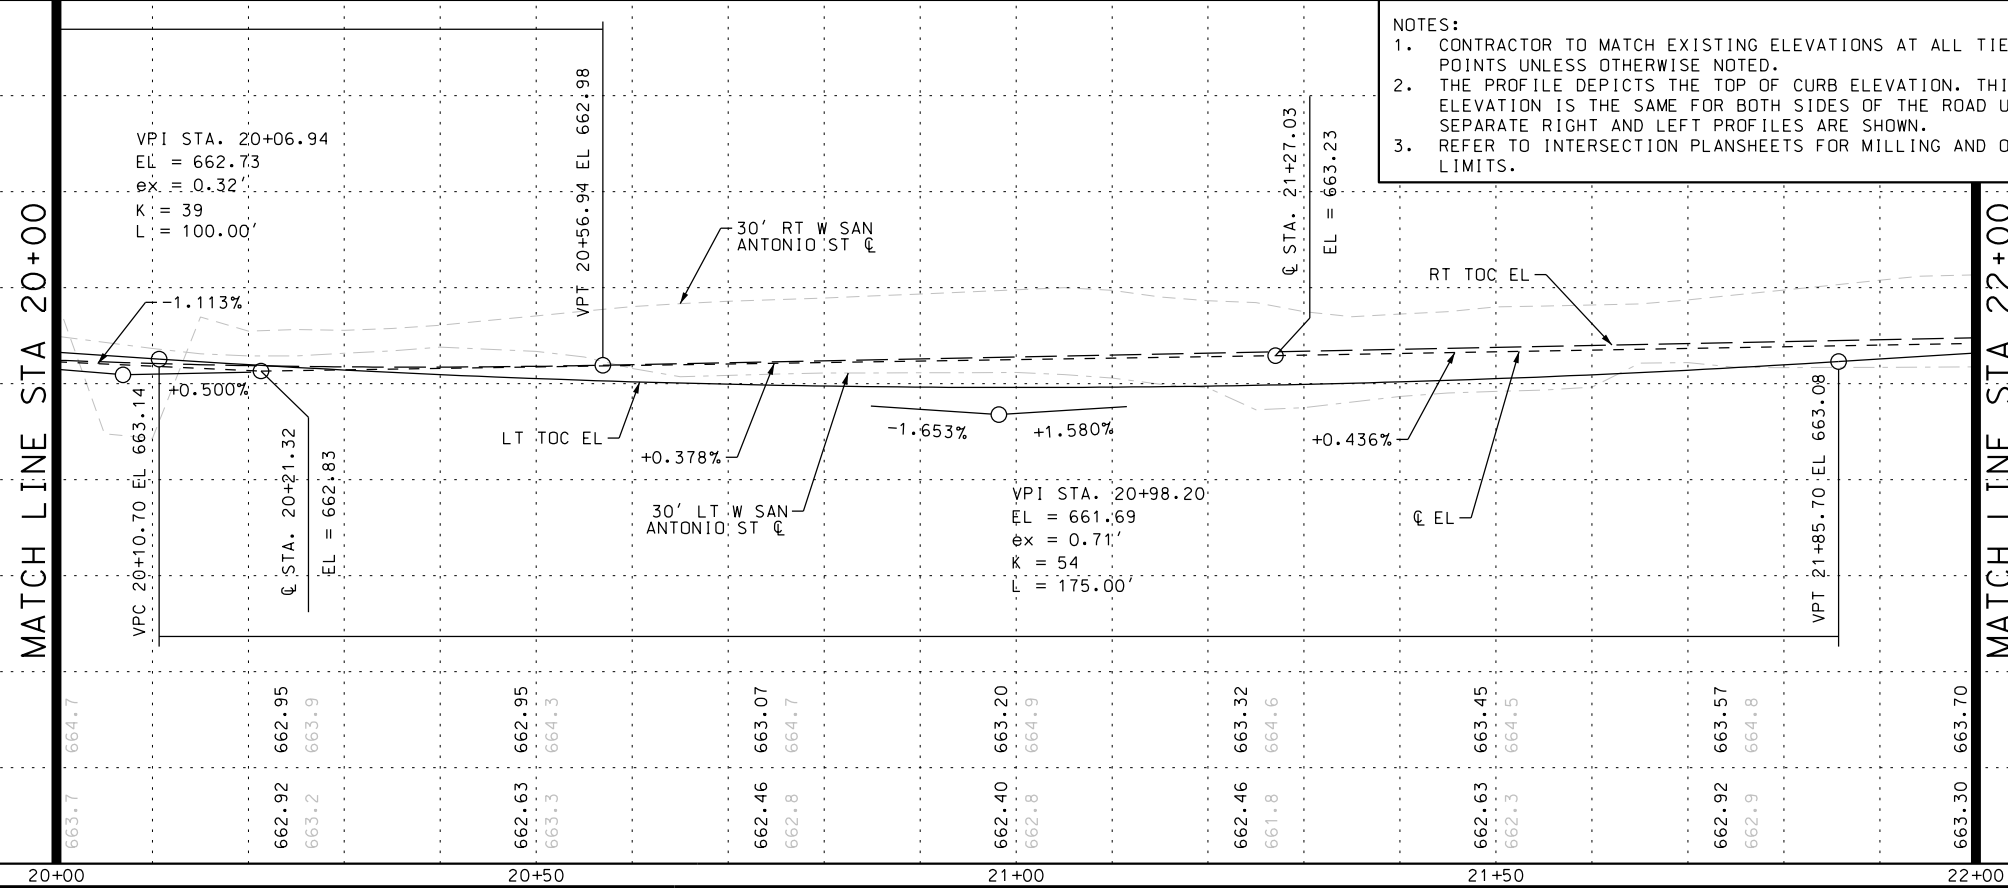 NOTES:
1. CONTRACTOR TO MATCH EXISTING ELEVATIONS AT ALL TIE
POINTS UNLESS OTHERWISE NOTED.
2. THE PROFILE DEPICTS THE TOP OF CURB ELEVATION. THI
ELEVATION IS THE SAME FOR BOTH SIDES OF THE ROAD U
SEPARATE RIGHT AND LEFT PROFILES ARE SHOWN.
3. REFER TO INTERSECTION PLANSHEETS FOR MILLING AND O
LIMITS.
MATCH LINE STA 20+00
VPI STA. 20+06.94
EL = 662.73
ex = 0.32'
K = 39
L = 100.00'
VPT 20+56.94 EL 662.98
30' RT W SAN
ANTONIO ST ℄
℄ STA. 21+27.03
EL = 663.23
RT TOC EL
MATCH LINE STA 22+00
-1.113%
+0.500%
VPC 20+10.70 EL 663.14
℄ STA. 20+21.32
EL = 662.83
LT TOC EL
+0.378%
30' LT W SAN
ANTONIO ST ℄
-1.653%
+1.580%
VPI STA. 20+98.20
EL = 661.69
ex = 0.71'
K = 54
L = 175.00'
+0.436%
℄ EL
VPT 21+85.70 EL 663.08
664.7
662.95
663.9
662.95
664.3
663.07
664.7
663.20
664.9
663.32
664.6
663.45
664.5
663.57
664.8
663.70
663.7
662.92
663.2
662.63
663.3
662.46
662.8
662.40
662.8
662.46
661.8
662.63
662.3
662.92
662.9
663.30
20+00
20+50
21+00
21+50
22+00